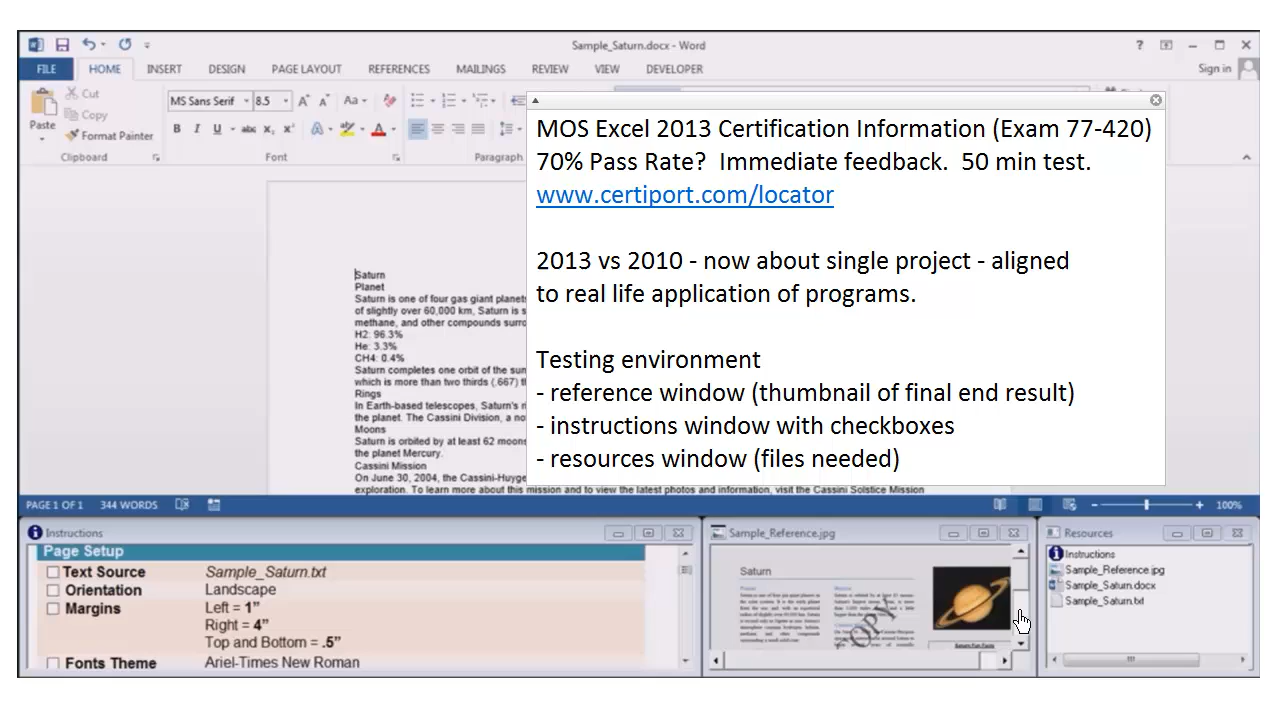 Sample_Saturn.docx - Word
?
FILE HOME INSERT DESIGN PAGE LAYOUT REFERENCES MAILINGS REVIEW VIEW DEVELOPER
Sign in
Paste
Cut
Copy
Format Painter
Clipboard
MS Sans Serif 8.5
Font
Paragraph
MOS Excel 2013 Certification Information (Exam 77-420)
70% Pass Rate? Immediate feedback. 50 min test.
www.certiport.com/locator
2013 vs 2010 - now about single project - aligned
to real life application of programs.
Testing environment
- reference window (thumbnail of final end result)
- instructions window with checkboxes
- resources window (files needed)
Saturn
Planet
Saturn is one of four gas giant planets
of slightly over 60,000 km, Saturn is s
methane, and other compounds surro
H2: 96.3%
He: 3.3%
CH4: 0.4%
Saturn completes one orbit of the sun
which is more than two thirds (.667) th
Rings
In Earth-based telescopes, Saturn's ri
the planet. The Cassini Division, a no
Moons
Saturn is orbited by at least 62 moons
the planet Mercury.
Cassini Mission
On June 30, 2004, the Cassini-Huyge
exploration. To learn more about this mission and to view the latest photos and information, visit the Cassini Solstice Mission
PAGE 1 OF 1 344 WORDS
100%
Instructions
Page Setup
Text Source Sample_Saturn.txt
Orientation Landscape
Margins Left = 1”
Right = 4”
Top and Bottom = .5”
Fonts Theme Ariel-Times New Roman
Sample_Reference.jpg
Saturn
COPY
Saturn Fun Facts
Resources
Instructions
Sample_Reference.jpg
Sample_Saturn.docx
Sample_Saturn.txt